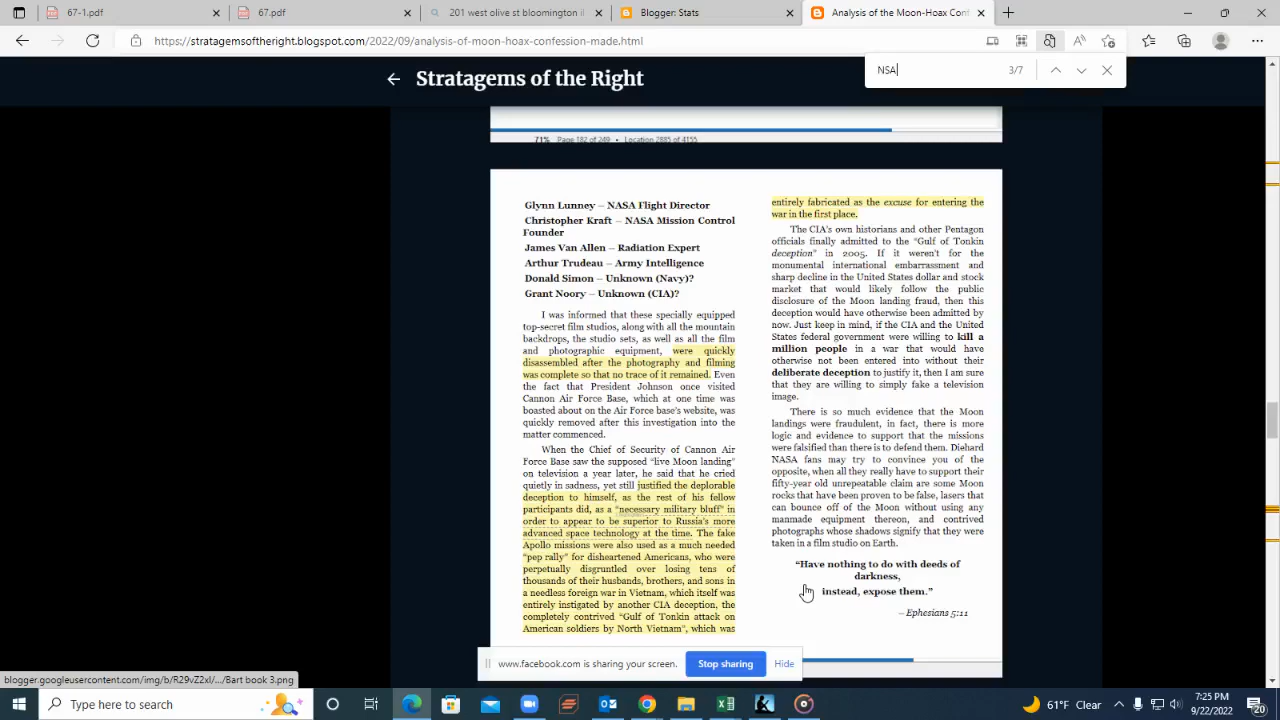 67-1.pdf
67.pdf
201 west olive st bloomington il
Blogger: Stats
Analysis of the Moon-Hoax Conf
https://stratagemsoftheright.blogspot.com/2022/09/analysis-of-moon-hoax-confession-made.html
NSA
3/7
Stratagems of the Right
71% Page 182 of 249 • Location 2885 of 4155
Glynn Lunney – NASA Flight Director
Christopher Kraft – NASA Mission Control
Founder
James Van Allen – Radiation Expert
Arthur Trudeau – Army Intelligence
Donald Simon – Unknown (Navy)?
Grant Noory – Unknown (CIA)?
I was informed that these specially equipped
top-secret film studios, along with all the mountain
backdrops, the studio sets, as well as all the film
and photographic equipment, were quickly
disassembled after the photography and filming
was complete so that no trace of it remained. Even
the fact that President Johnson once visited
Cannon Air Force Base, which at one time was
boasted about on the Air Force base's website, was
quickly removed after this investigation into the
matter commenced.
When the Chief of Security of Cannon Air
Force Base saw the supposed "live Moon landing"
on television a year later, he said that he cried
quietly in sadness, yet still justified the deplorable
deception to himself, as the rest of his fellow
participants did, as a "necessary military bluff" in
order to appear to be superior to Russia's more
advanced space technology at the time. The fake
Apollo missions were also used as a much needed
"pep rally" for disheartened Americans, who were
perpetually disgruntled over losing tens of
thousands of their husbands, brothers, and sons in
a needless foreign war in Vietnam, which itself was
entirely instigated by another CIA deception, the
completely contrived "Gulf of Tonkin attack on
American soldiers by North Vietnam", which was
entirely fabricated as the excuse for entering the
war in the first place.
The CIA's own historians and other Pentagon
officials finally admitted to the "Gulf of Tonkin
deception" in 2005. If it weren't for the
monumental international embarrassment and
sharp decline in the United States dollar and stock
market that would likely follow the public
disclosure of the Moon landing fraud, then this
deception would have otherwise been admitted by
now. Just keep in mind, if the CIA and the United
States federal government were willing to kill a
million people in a war that would have
otherwise not been entered into without their
deliberate deception to justify it, then I am sure
that they are willing to simply fake a television
image.
There is so much evidence that the Moon
landings were fraudulent, in fact, there is more
logic and evidence to support that the missions
were falsified than there is to defend them. Diehard
NASA fans may try to convince you of the
opposite, when all they really have to support their
fifty-year old unrepeatable claim are some Moon
rocks that have been proven to be false, lasers that
can bounce off of the Moon without using any
manmade equipment thereon, and contrived
photographs whose shadows signify that they were
taken in a film studio on Earth.
"Have nothing to do with deeds of
darkness,
instead, expose them."
– Ephesians 5:11
www.facebook.com is sharing your screen.
Stop sharing
Hide
blogger.googleusercontent.com/img/b/R29vZ2xl/.../Bart book 3.png
Type here to search
61°F Clear
7:25 PM
9/22/2022
20